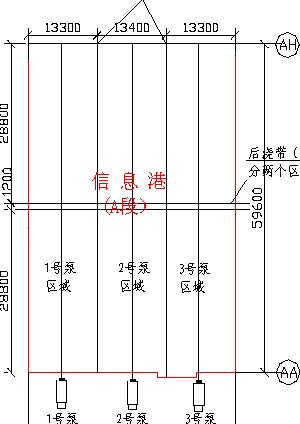 13300 13400 13300
AH
28800
后浇带(
分两个区
1200
信息港
(A段)
59600
1号泵 2号泵 3号泵
区域 区域 区域
28800
AA
1号泵 2号泵 3号泵